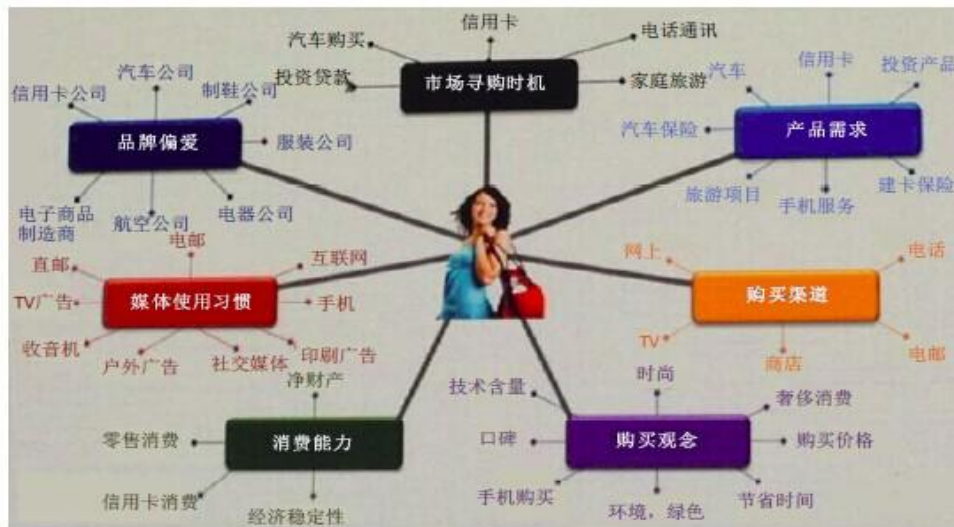 信用卡
汽车购买
电话通讯
投资贷款
市场寻购时机
家庭旅游
汽车公司
信用卡公司
制鞋公司
品牌偏爱
服装公司
电子商品
制造商
航空公司
电器公司
汽车
信用卡
投资产品
汽车保险
产品需求
旅游项目
手机服务
建卡保险
电邮
直邮
互联网
TV广告
媒体使用习惯
手机
收音机
户外广告
社交媒体
印刷广告
网上
电话
购买渠道
TV
商店
电邮
净财产
零售消费
消费能力
信用卡消费
经济稳定性
技术含量
时尚
奢侈消费
口碑
购买观念
购买价格
手机购买
环境，绿色
节省时间